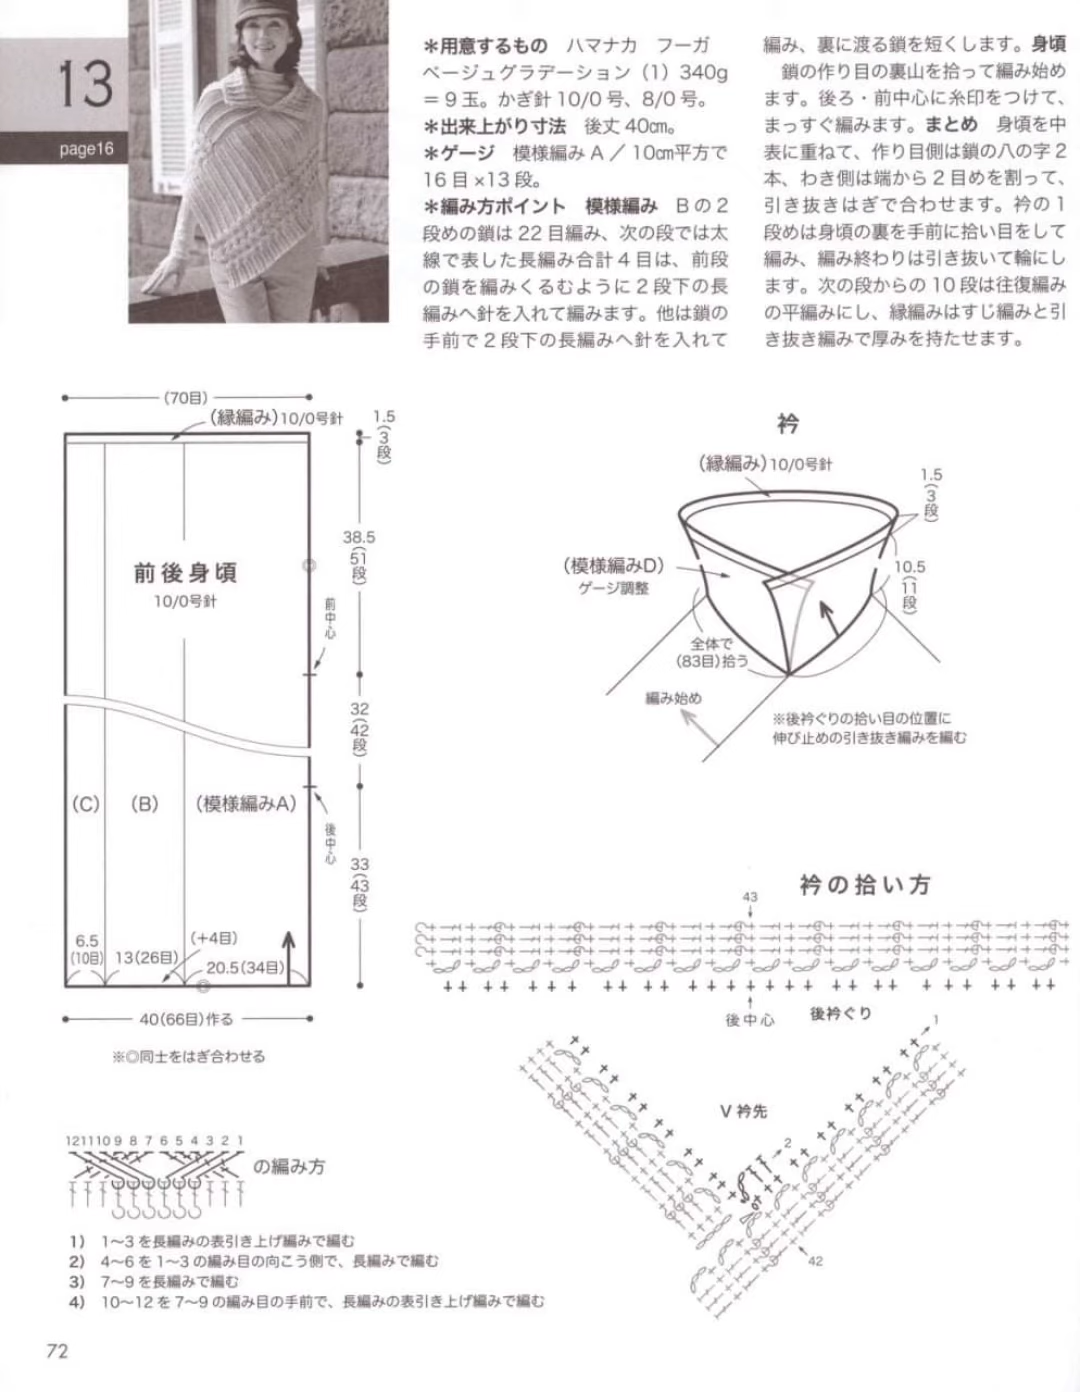 13
page16
＊用意するもの　ハマナカ　フーガ
ベージュグラデーション（1）340g
＝9玉。かぎ針10/0号、8/0号。
＊出来上がり寸法　後丈40㎝。
＊ゲージ　模様編みA／10㎝平方で
16目×13段。
＊編み方ポイント　模様編み　Bの2
段めの鎖は22目編み、次の段では太
線で表した長編み合計4目は、前段
の鎖を編みくるむように2段下の長
編みへ針を入れて編みます。他は鎖の
手前で2段下の長編みへ針を入れて
編み、裏に渡る鎖を短くします。身頃
鎖の作り目の裏山を拾って編み始め
ます。後ろ・前中心に糸印をつけて、
まっすぐ編みます。まとめ　身頃を中
表に重ねて、作り目側は鎖の八の字2
本、わき側は端から2目めを割って、
引き抜きはぎで合わせます。衿の1
段めは身頃の裏を手前に拾い目をして
編み、編み終わりは引き抜いて輪にし
ます。次の段からの10段は往復編み
の平編みにし、縁編みはすじ編みと引
き抜き編みで厚みを持たせます。
(70目)
(縁編み)10/0号針
1.5
(3段)
38.5
(51段)
前後身頃
10/0号針
前中心
32
(42段)
(C)
(B)
(模様編みA)
後中心
33
(43段)
6.5
(10目)
13(26目)
(+4目)
20.5(34目)
40(66目)作る
※◎同士をはぎ合わせる
衿
(縁編み)10/0号針
1.5
(3段)
(模様編みD)
ゲージ調整
10.5
(11段)
全体で
(83目)拾う
編み始め
※後衿ぐりの拾い目の位置に
伸び止めの引き抜き編みを編む
衿の拾い方
43
後中心
後衿ぐり
1
V衿先
2
42
12 11 10 9 8 7 6 5 4 3 2 1
の編み方
1)　1〜3を長編みの表引き上げ編みで編む
2)　4〜6を1〜3の編み目の向こう側で、長編みで編む
3)　7〜9を長編みで編む
4)　10〜12を7〜9の編み目の手前で、長編みの表引き上げ編みで編む
72